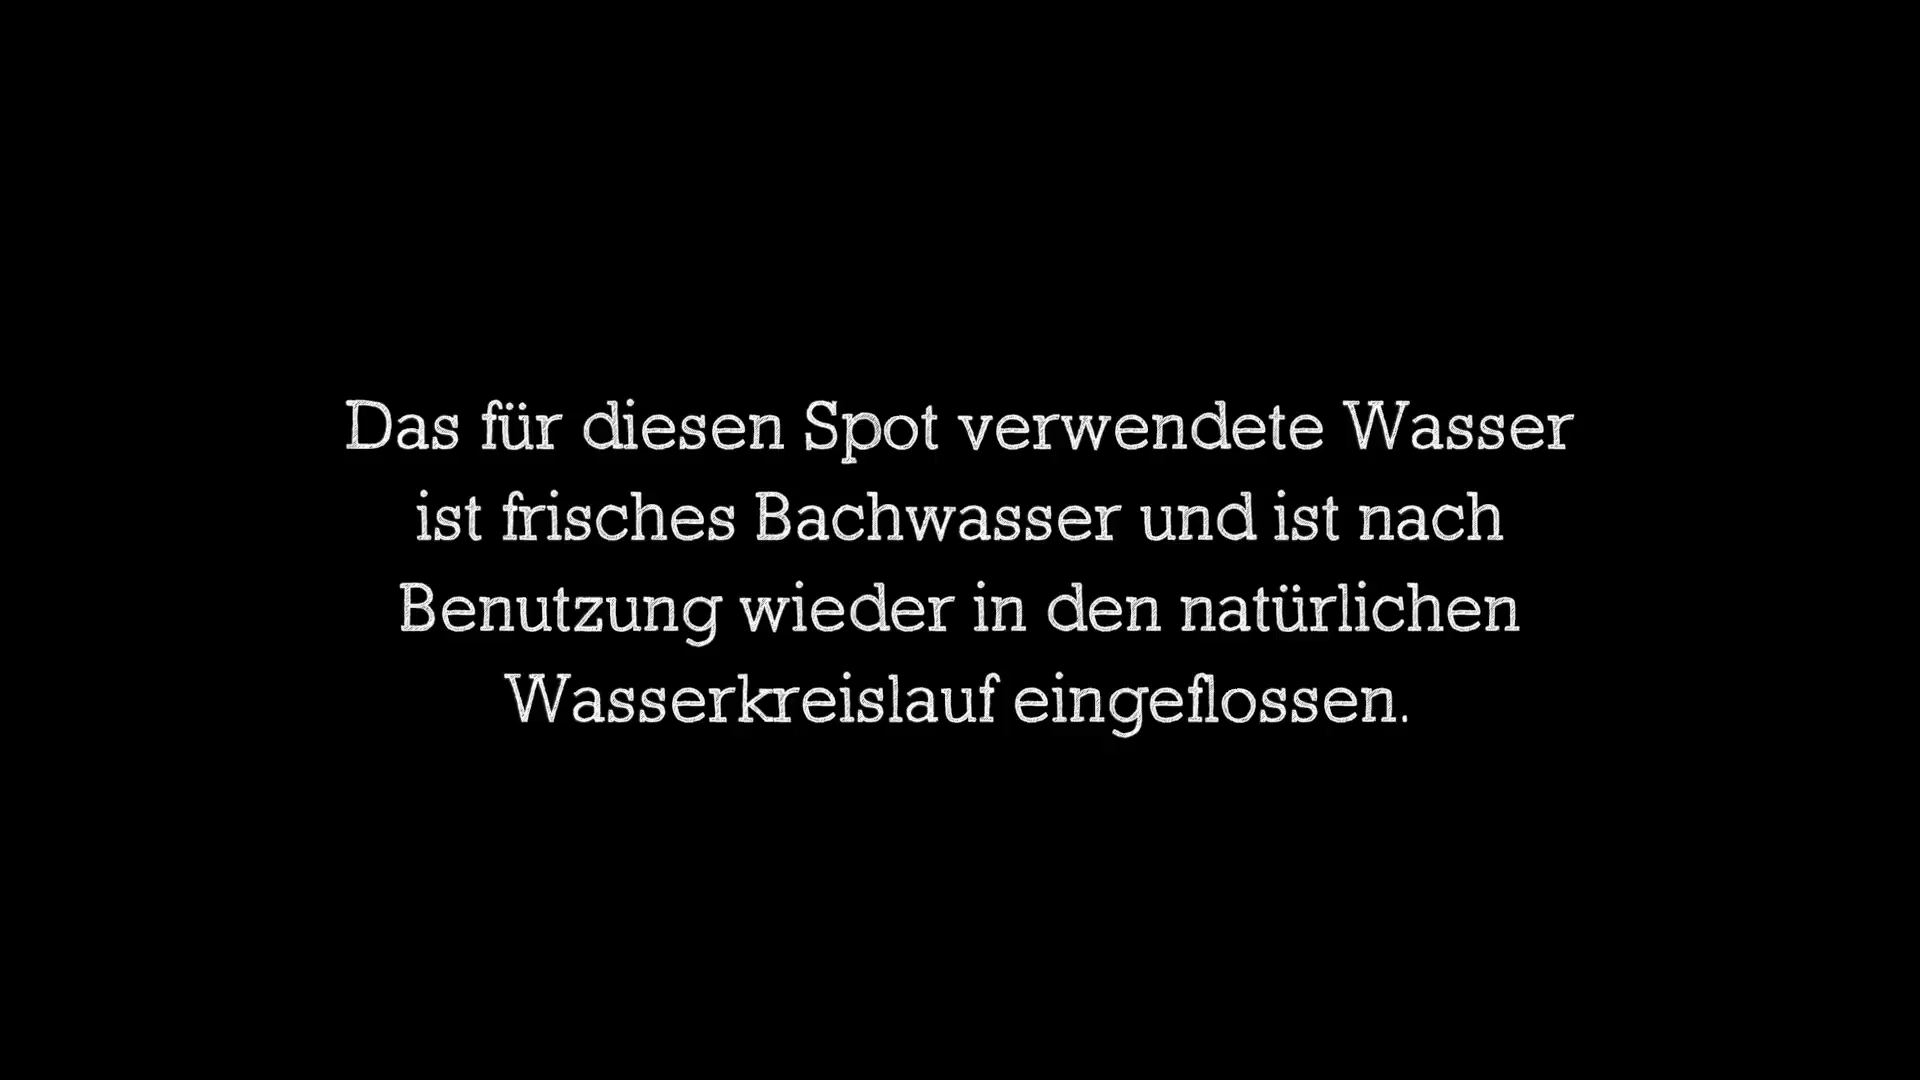 Das für diesen Spot verwendete Wasser
ist frisches Bachwasser und ist nach
Benutzung wieder in den natürlichen
Wasserkreislauf eingeflossen.